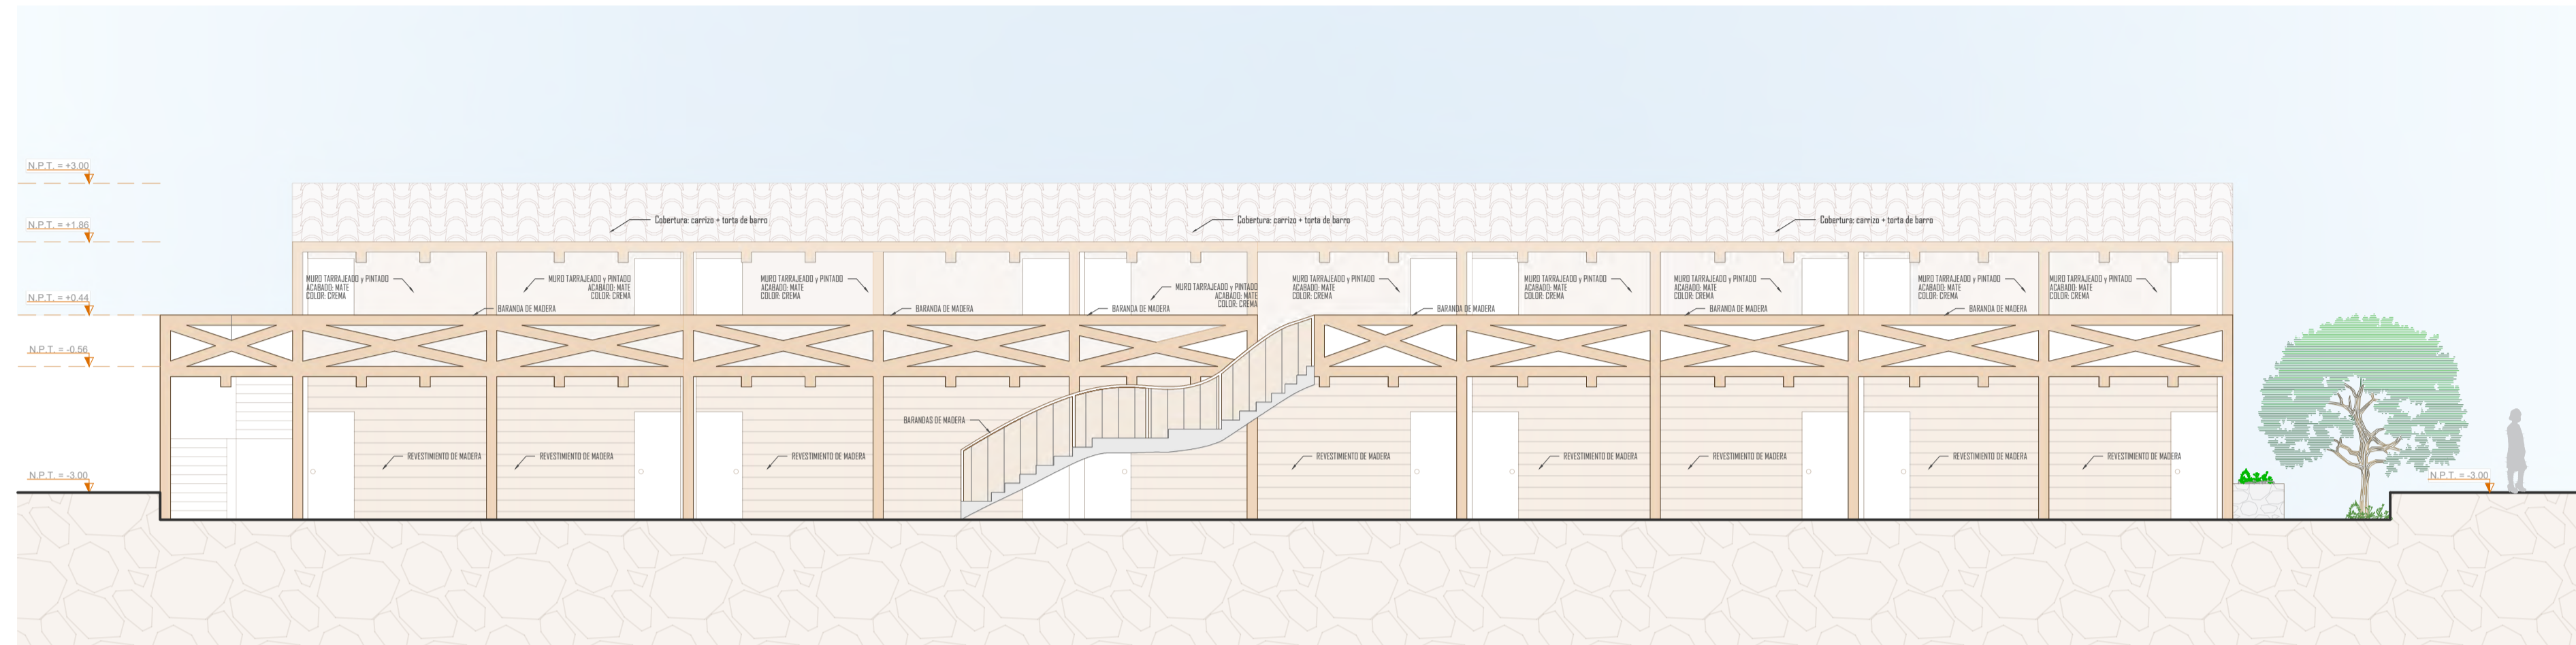 N.P.T. = +3.00
Cobertura: carrizo + torta de barro
Cobertura: carrizo + torta de barro
Cobertura: carrizo + torta de barro
N.P.T. = +1.86
MURO TARRAJEADO y PINTADO
ACABADO: MATE
COLOR: CREMA
MURO TARRAJEADO y PINTADO
ACABADO: MATE
COLOR: CREMA
MURO TARRAJEADO y PINTADO
ACABADO: MATE
COLOR: CREMA
MURO TARRAJEADO y PINTADO
ACABADO: MATE
COLOR: CREMA
MURO TARRAJEADO y PINTADO
ACABADO: MATE
COLOR: CREMA
MURO TARRAJEADO y PINTADO
ACABADO: MATE
COLOR: CREMA
MURO TARRAJEADO y PINTADO
ACABADO: MATE
COLOR: CREMA
MURO TARRAJEADO y PINTADO
ACABADO: MATE
COLOR: CREMA
MURO TARRAJEADO y PINTADO
ACABADO: MATE
COLOR: CREMA
N.P.T. = +0.44
BARANDA DE MADERA
BARANDA DE MADERA
BARANDA DE MADERA
BARANDA DE MADERA
BARANDA DE MADERA
BARANDA DE MADERA
N.P.T. = -0.56
BARANDAS DE MADERA
REVESTIMIENTO DE MADERA
REVESTIMIENTO DE MADERA
REVESTIMIENTO DE MADERA
REVESTIMIENTO DE MADERA
REVESTIMIENTO DE MADERA
REVESTIMIENTO DE MADERA
REVESTIMIENTO DE MADERA
REVESTIMIENTO DE MADERA
N.P.T. = -3.00
N.P.T. = -3.00